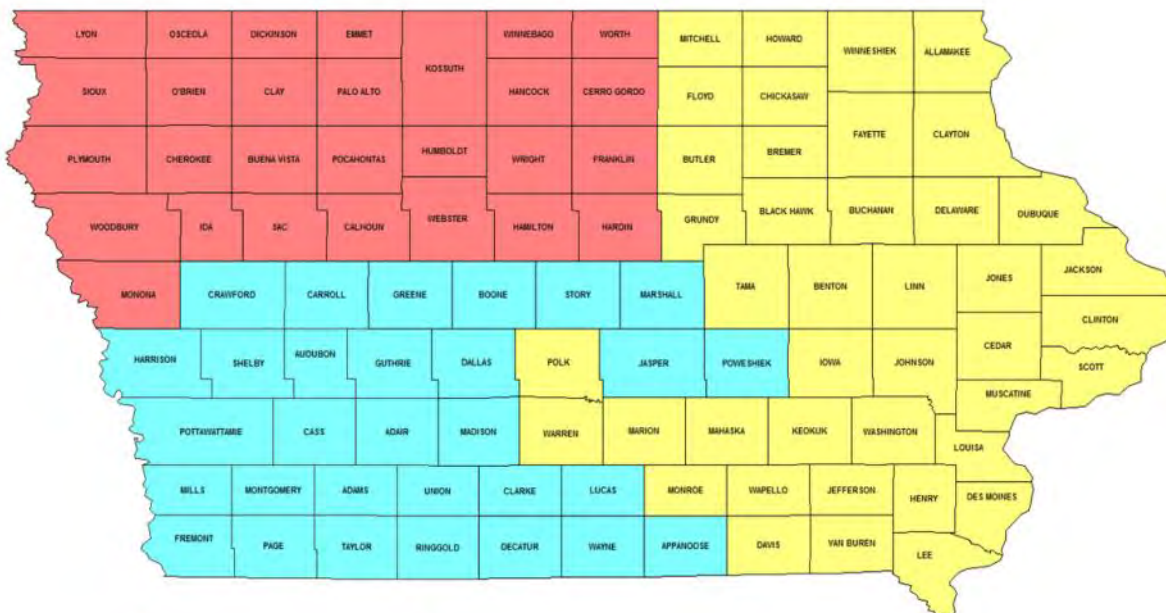 LYON
OSCEOLA
DICKINSON
EMMET
KOSSUTH
WINNEBAGO
WORTH
MITCHELL
HOWARD
WINNESHIEK
ALLAMAKEE
SIOUX
O'BRIEN
CLAY
PALO ALTO
HANCOCK
CERRO GORDO
FLOYD
CHICKASAW
FAYETTE
CLAYTON
PLYMOUTH
CHEROKEE
BUENA VISTA
POCAHONTAS
HUMBOLDT
WRIGHT
FRANKLIN
BUTLER
BREMER
WOODBURY
IDA
SAC
CALHOUN
WEBSTER
HAMILTON
HARDIN
GRUNDY
BLACK HAWK
BUCHANAN
DELAWARE
DUBUQUE
MONONA
CRAWFORD
CARROLL
GREENE
BOONE
STORY
MARSHALL
TAMA
BENTON
LINN
JONES
JACKSON
CLINTON
HARRISON
SHELBY
AUDUBON
GUTHRIE
DALLAS
POLK
JASPER
POWESHIEK
IOWA
JOHNSON
CEDAR
SCOTT
MUSCATINE
POTTAWATTAMIE
CASS
ADAIR
MADISON
WARREN
MARION
MAHASKA
KEOKUK
WASHINGTON
LOUISA
MILLS
MONTGOMERY
ADAMS
UNION
CLARKE
LUCAS
MONROE
WAPELLO
JEFFERSON
HENRY
DES MOINES
FREMONT
PAGE
TAYLOR
RINGGOLD
DECATUR
WAYNE
APPANOOSE
DAVIS
VAN BUREN
LEE